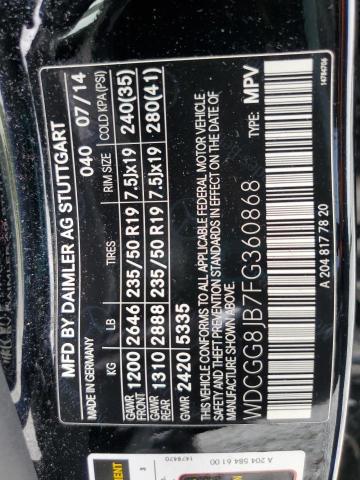 MFD BY DAIMLER AG STUTTGART
MADE IN GERMANY 040 07/14
KG LB TIRES RIM SIZE COLD KPA(PSI)
GAWR FRONT 1200 2646 235/50 R19 7.5Jx19 240(35)
GAWR REAR 1310 2888 235/50 R19 7.5Jx19 280(41)
GVWR 2420 5335
THIS VEHICLE CONFORMS TO ALL APPLICABLE FEDERAL MOTOR VEHICLE
SAFETY AND THEFT PREVENTION STANDARDS IN EFFECT ON THE
DATE OF MANUFACTURE SHOWN ABOVE.
WDCGG8JB7FG360868 TYPE: MPV
A 204 817 78 20
14784706
A 204 584 61 00
1478470